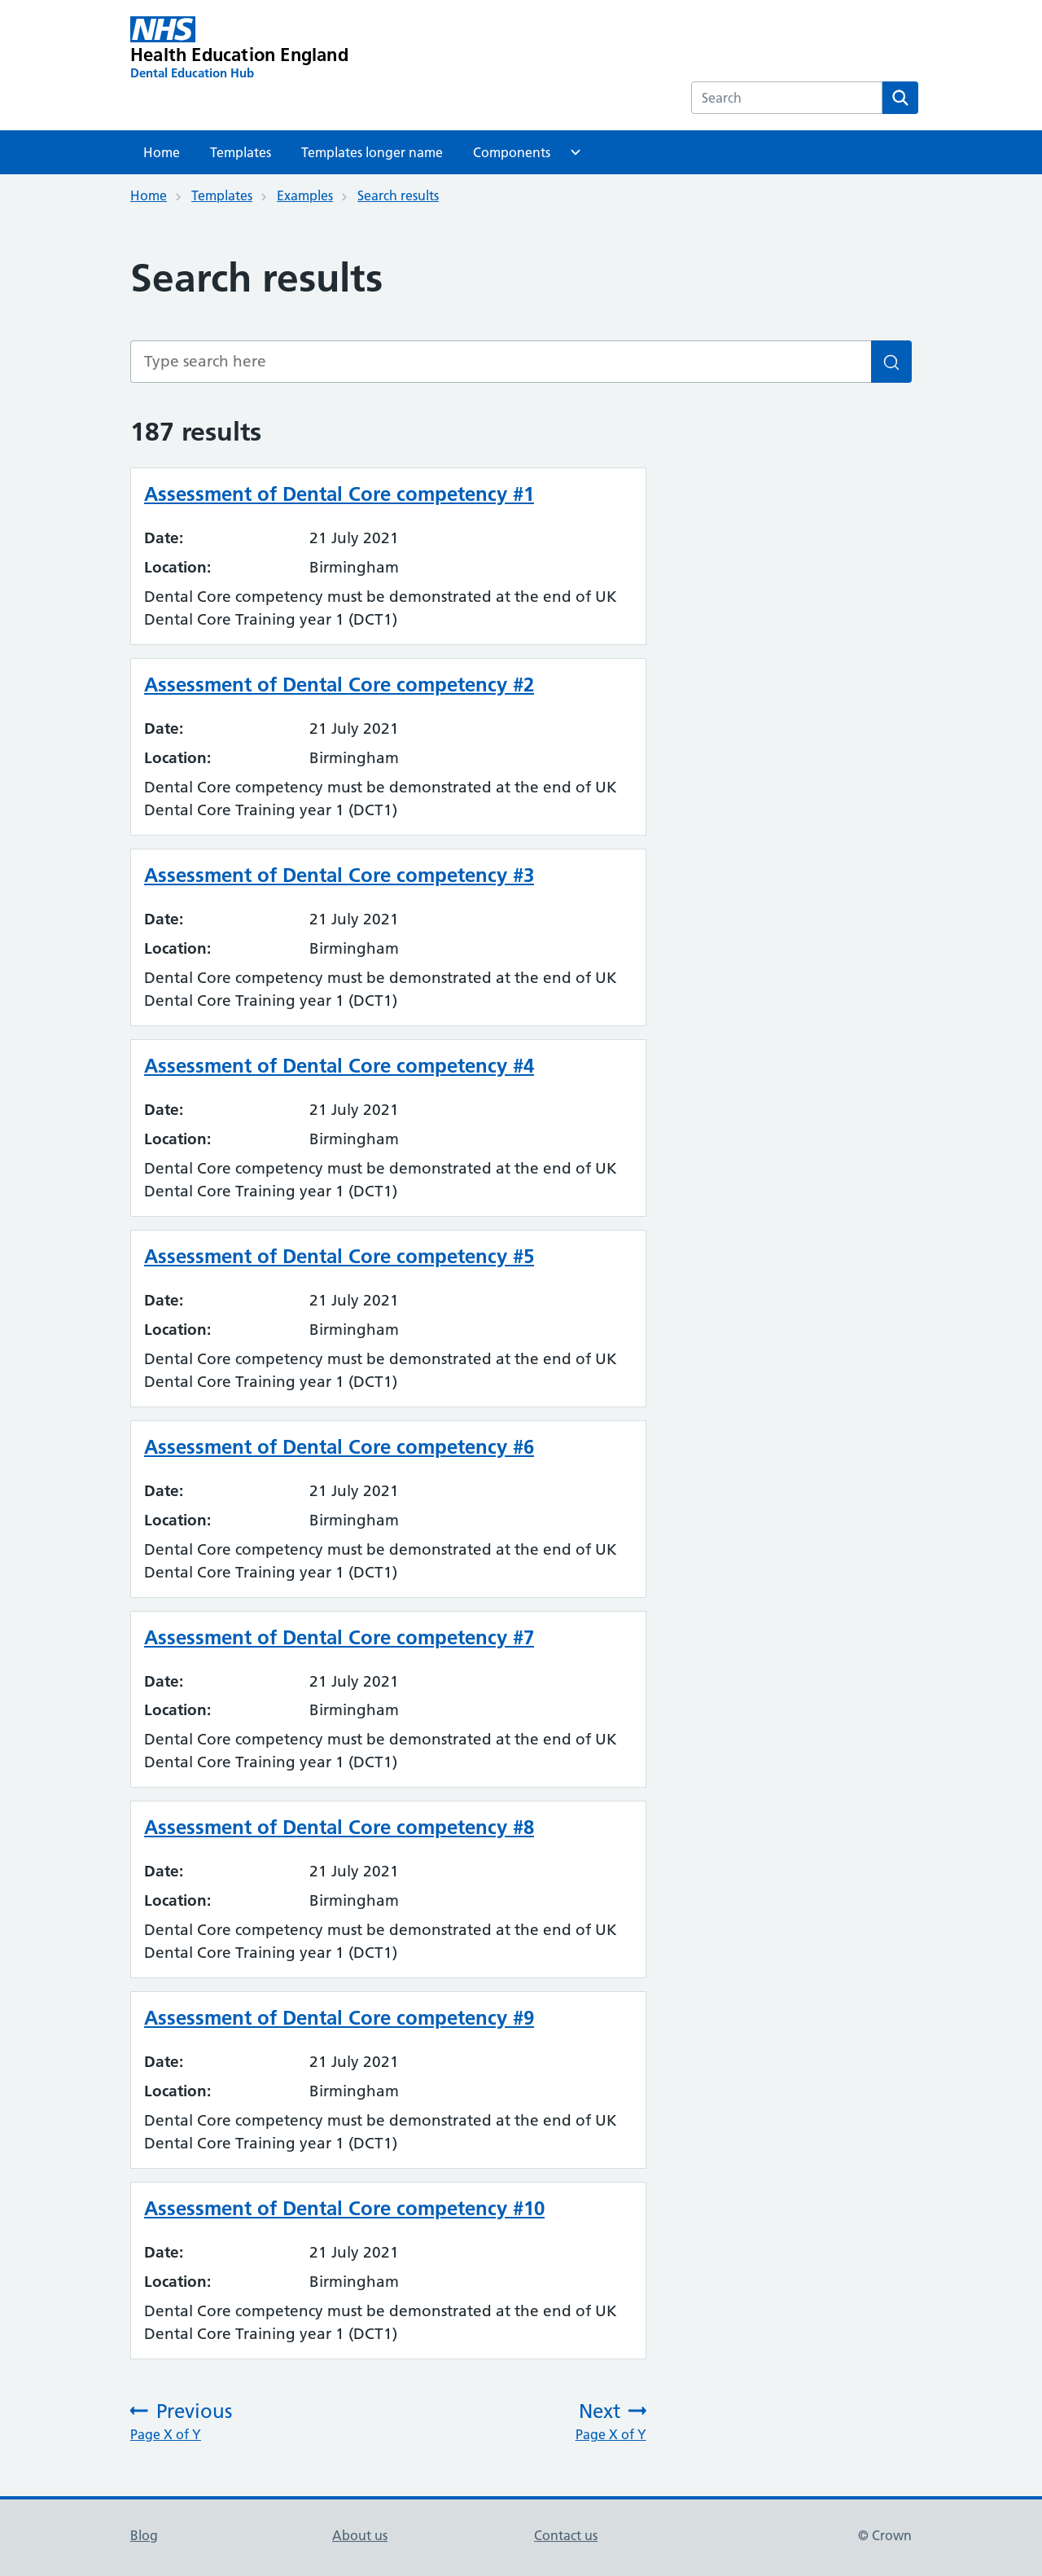 NHS
Health Education England
Dental Education Hub
Search
Home Templates Templates longer name Components
Home Templates Examples Search results
Search results
Type search here
187 results
Assessment of Dental Core competency #1
Date: 21 July 2021
Location: Birmingham
Dental Core competency must be demonstrated at the end of UK
Dental Core Training year 1 (DCT1)
Assessment of Dental Core competency #2
Date: 21 July 2021
Location: Birmingham
Dental Core competency must be demonstrated at the end of UK
Dental Core Training year 1 (DCT1)
Assessment of Dental Core competency #3
Date: 21 July 2021
Location: Birmingham
Dental Core competency must be demonstrated at the end of UK
Dental Core Training year 1 (DCT1)
Assessment of Dental Core competency #4
Date: 21 July 2021
Location: Birmingham
Dental Core competency must be demonstrated at the end of UK
Dental Core Training year 1 (DCT1)
Assessment of Dental Core competency #5
Date: 21 July 2021
Location: Birmingham
Dental Core competency must be demonstrated at the end of UK
Dental Core Training year 1 (DCT1)
Assessment of Dental Core competency #6
Date: 21 July 2021
Location: Birmingham
Dental Core competency must be demonstrated at the end of UK
Dental Core Training year 1 (DCT1)
Assessment of Dental Core competency #7
Date: 21 July 2021
Location: Birmingham
Dental Core competency must be demonstrated at the end of UK
Dental Core Training year 1 (DCT1)
Assessment of Dental Core competency #8
Date: 21 July 2021
Location: Birmingham
Dental Core competency must be demonstrated at the end of UK
Dental Core Training year 1 (DCT1)
Assessment of Dental Core competency #9
Date: 21 July 2021
Location: Birmingham
Dental Core competency must be demonstrated at the end of UK
Dental Core Training year 1 (DCT1)
Assessment of Dental Core competency #10
Date: 21 July 2021
Location: Birmingham
Dental Core competency must be demonstrated at the end of UK
Dental Core Training year 1 (DCT1)
Previous Next
Page X of Y Page X of Y
Blog About us Contact us © Crown